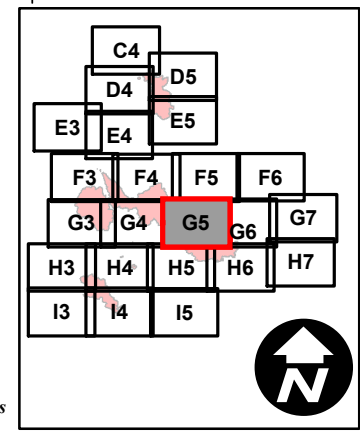 C4
D4 D5
E3 E4 E5
F3 F4 F5 F6
G3 G4 G5 G6 G7
H3 H4 H5 H6 H7
I3 I4 I5
N
s